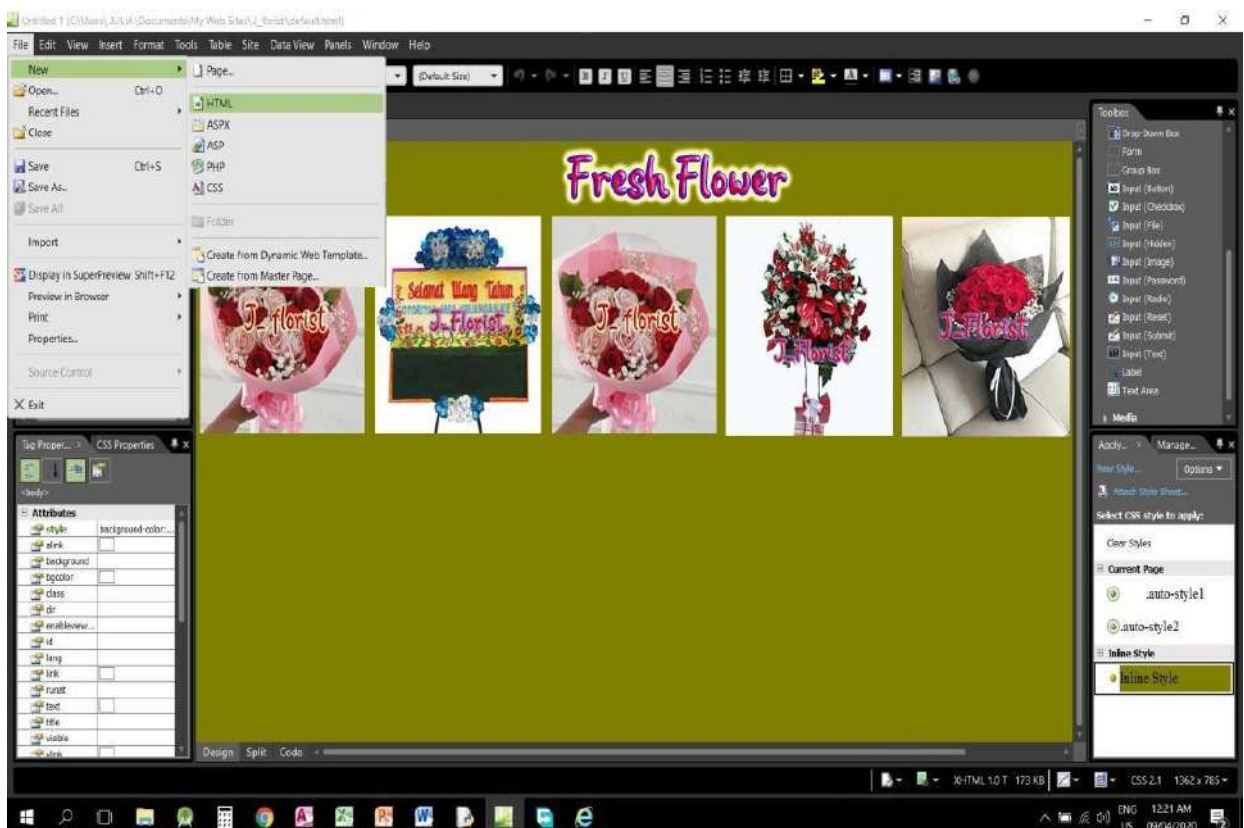 Untitled 1 (C:\Users\JULIA\Documents\My Web Sites\J_florist\default.html)
File Edit View Insert Format Tools Table Site Data View Panels Window Help
New
Open... Ctrl+O
Recent Files
Close
Save Ctrl+S
Save As...
Save All
Import
Display in SuperPreview Shift+F12
Preview in Browser
Print
Properties...
Source Control
Exit
Page...
HTML
ASPX
ASP
PHP
CSS
Folder
Create from Dynamic Web Template...
Create from Master Page...
(Default Size)
Fresh Flower
J_florist
Selamat Ulang Tahun
J_Florist
J_florist
J_Florist
J_Florist
Toolbox
Drop-Down Box
Form
Group Box
Input (Button)
Input (Checkbox)
Input (File)
Input (Hidden)
Input (Image)
Input (Password)
Input (Radio)
Input (Reset)
Input (Submit)
Input (Text)
Label
Text Area
Media
Tag Proper... CSS Properties
<body>
Attributes
style background-color:...
alink
background
bgcolor
class
dir
enableview...
id
lang
link
runat
text
title
visible
vlink
Design Split Code
Apply... Manage...
New Style... Options
Attach Style Sheet...
Select CSS style to apply:
Clear Styles
Current Page
.auto-style1
.auto-style2
Inline Style
Inline Style
XHTML 1.0 T 173 KB CSS 2.1 1362 x 785
ENG 12:21 AM
US 09/04/2020